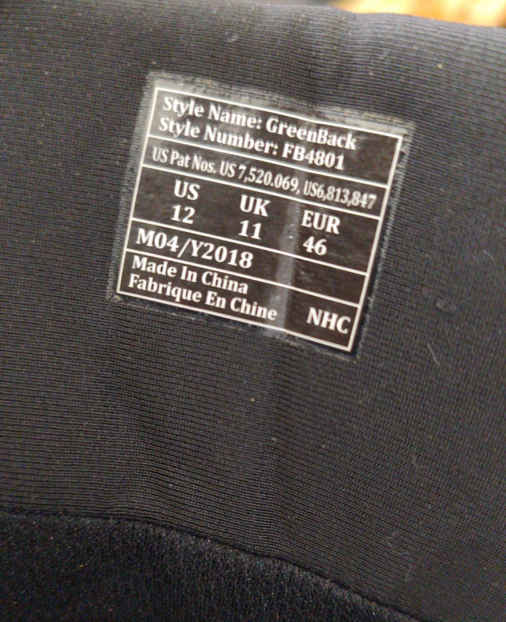 Style Name: GreenBack
Style Number: FB4801
US Pat Nos. US 7,520.069, US6,813,847
US UK EUR
12 11 46
M04/Y2018
Made In China
Fabrique En Chine NHC